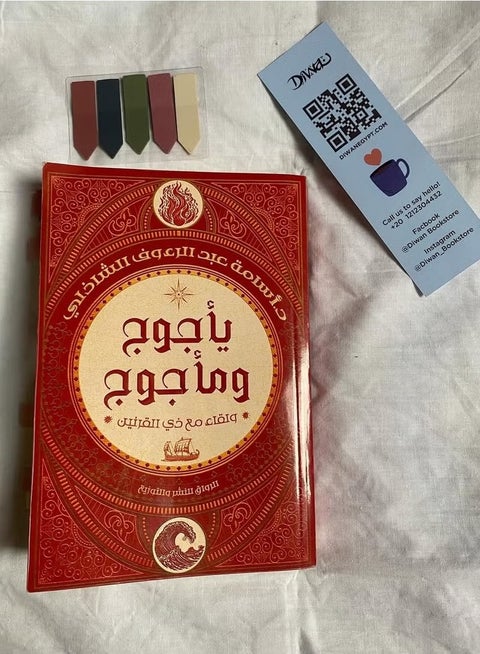 Diwan
DIWANEGYPT.COM
Call us to say hello!
+20 1212304432
Facbook
@Diwan Bookstore
Instagram
@Diwan_Bookstore
د.أسامة عبد الرءوف الشاذلي
يأجوج
ومأجوج
ولقاء مع ذي القرنين
الرواق للنشر والتوزيع